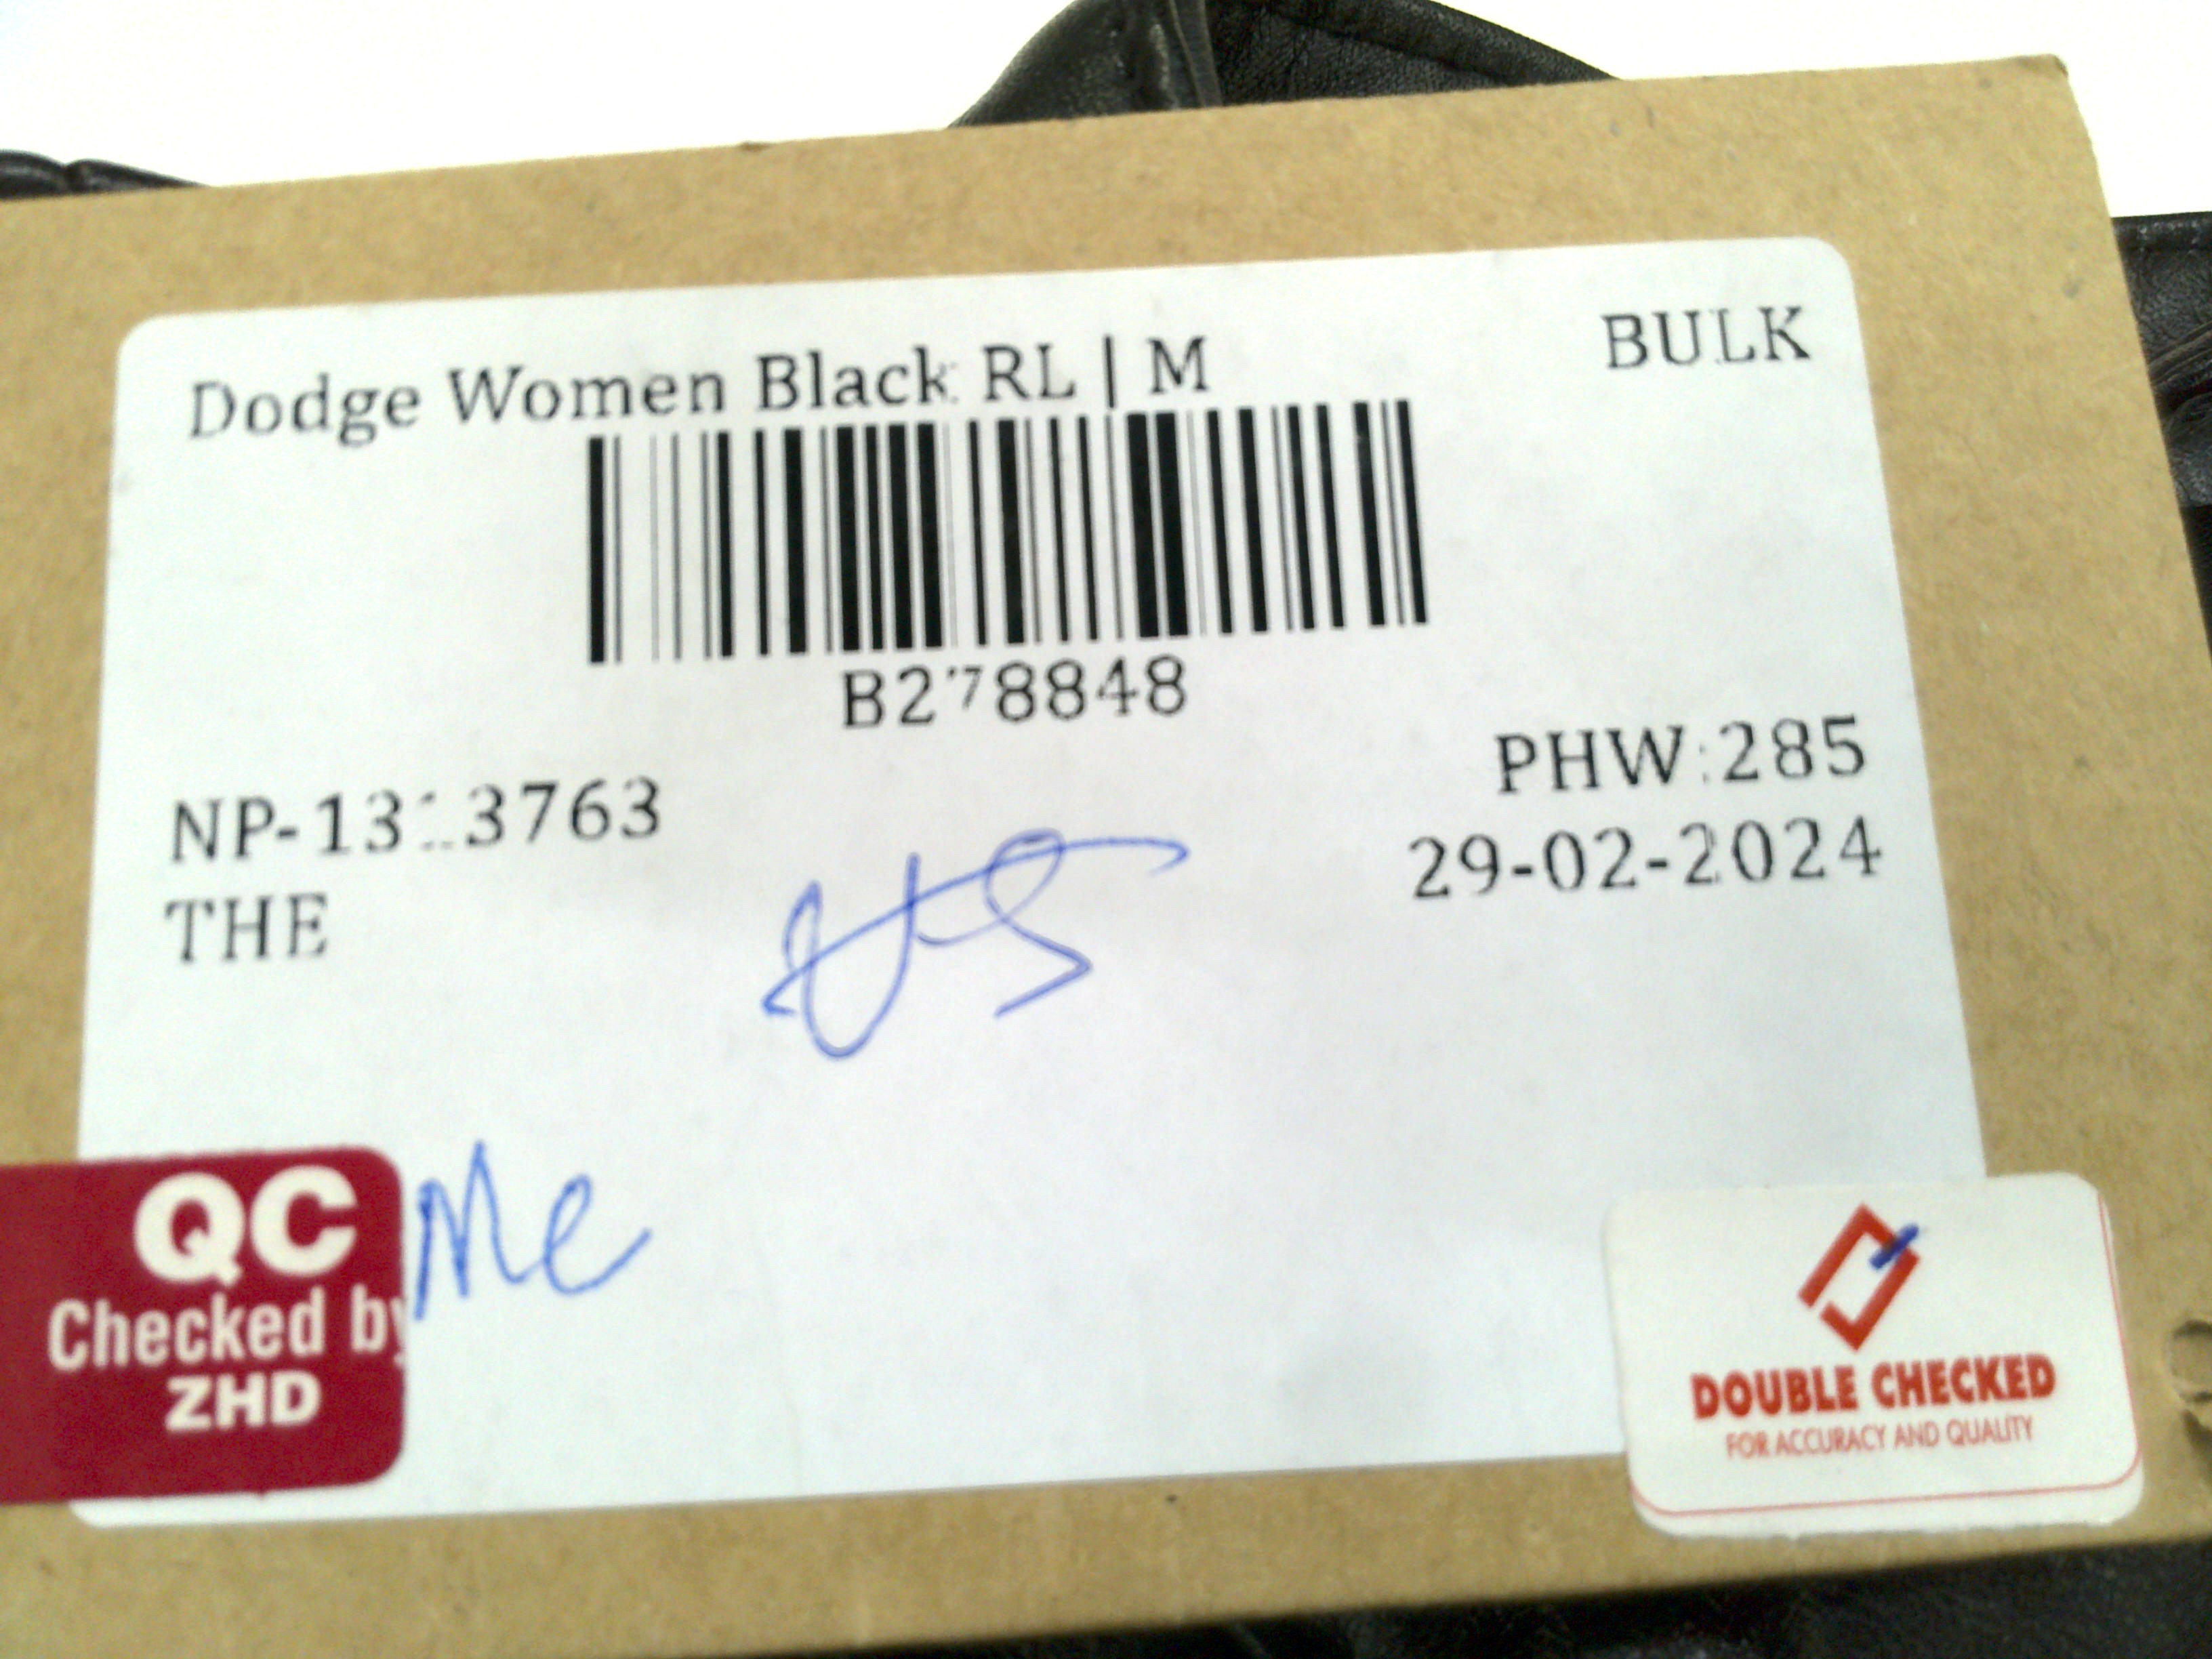 Dodge Women Black RL | M
BULK
B278848
PHW:285
29-02-2024
THE
Me
QC
Checked by
ZHD
DOUBLE CHECKED
FOR ACCURACY AND QUALITY